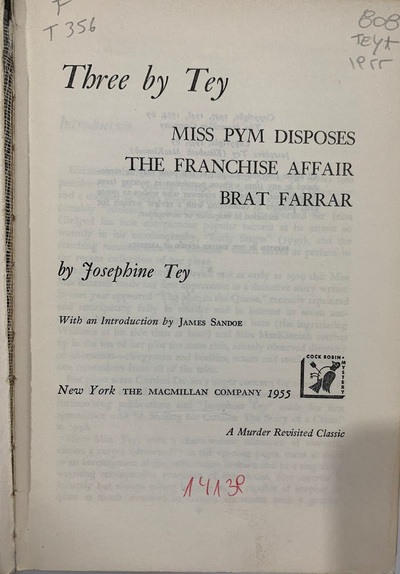 F
T 356
808
TEYt
1955
Three by Tey
MISS PYM DISPOSES
THE FRANCHISE AFFAIR
BRAT FARRAR
by Josephine Tey
With an Introduction by JAMES SANDOE
COCK ROBIN MYSTERY
New York THE MACMILLAN COMPANY 1955
A Murder Revisited Classic